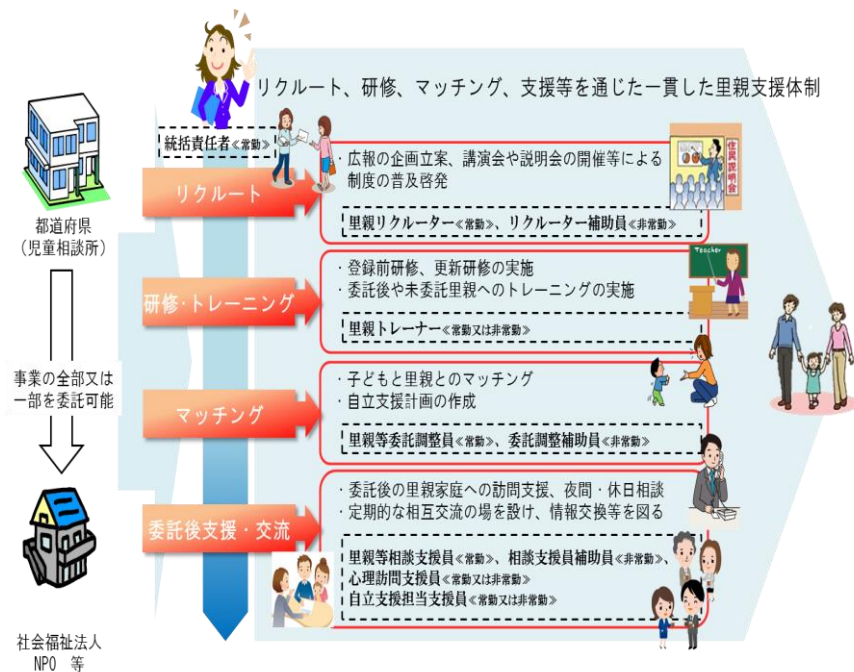 リクルート、研修、マッチング、支援等を通じた一貫した里親支援体制
都道府県
(児童相談所)
事業の全部又は
一部を委託可能
社会福祉法人
NPO 等
統括責任者≪常勤≫
リクルート
・広報の企画立案、講演会や説明会の開催等による
制度の普及啓発
里親リクルーター≪常勤≫、リクルーター補助員≪非常勤≫
住民説明会
研修・トレーニング
・登録前研修、更新研修の実施
・委託後や未委託里親へのトレーニングの実施
里親トレーナー≪常勤又は非常勤≫
Teacher
マッチング
・子どもと里親とのマッチング
・自立支援計画の作成
里親等委託調整員≪常勤≫、委託調整補助員≪非常勤≫
委託後支援・交流
・委託後の里親家庭への訪問支援、夜間・休日相談
・定期的な相互交流の場を設け、情報交換等を図る
里親等相談支援員≪常勤≫、相談支援員補助員≪非常勤≫、
心理訪問支援員≪常勤又は非常勤≫
自立支援担当支援員≪常勤又は非常勤≫